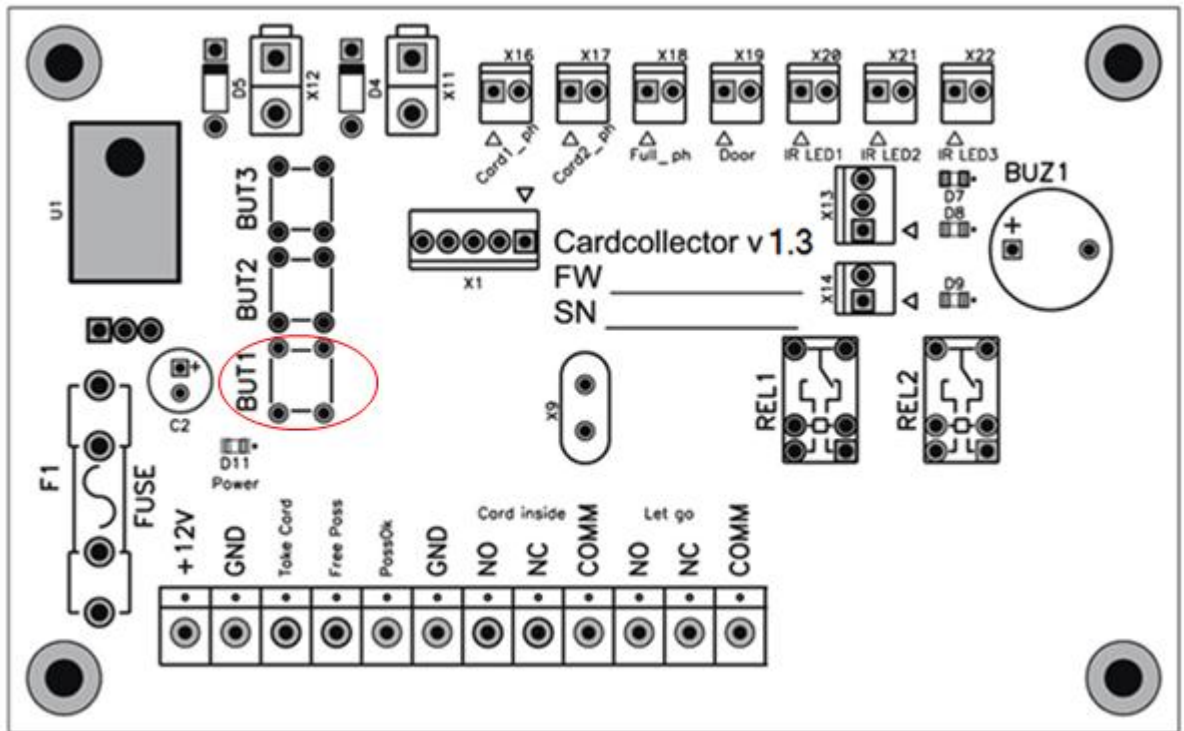 X16 X17 X18 X19 X20 X21 X22
D5 X12 D4 X11
Card1_ph Card2_ph Full_ph Door IR LED1 IR LED2 IR LED3
U1
BUT3
BUT2
BUT1
X1
Cardcollector v 1.3
FW
SN
X13
X14
D7
D8
D9
BUZ1
+
+
C2
X9
REL1
REL2
D11
Power
F1
FUSE
+12V
GND
Take Card
Free Pass
PassOk
GND
Card inside
NO
NC
COMM
Let go
NO
NC
COMM